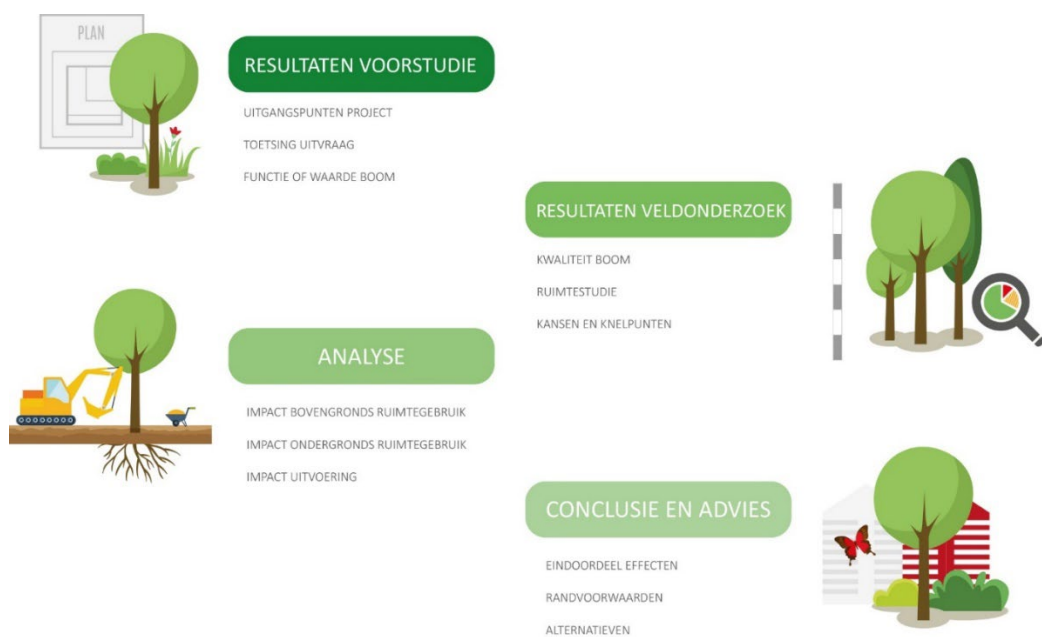 PLAN
RESULTATEN VOORSTUDIE
UITGANGSPUNTEN PROJECT
TOETSING UITVRAAG
FUNCTIE OF WAARDE BOOM
RESULTATEN VELDONDERZOEK
KWALITEIT BOOM
RUIMTESTUDIE
KANSEN EN KNELPUNTEN
ANALYSE
IMPACT BOVENGRONDS RUIMTEGEBRUIK
IMPACT ONDERGRONDS RUIMTEGEBRUIK
IMPACT UITVOERING
CONCLUSIE EN ADVIES
EINDOORDEEL EFFECTEN
RANDVOORWAARDEN
ALTERNATIEVEN